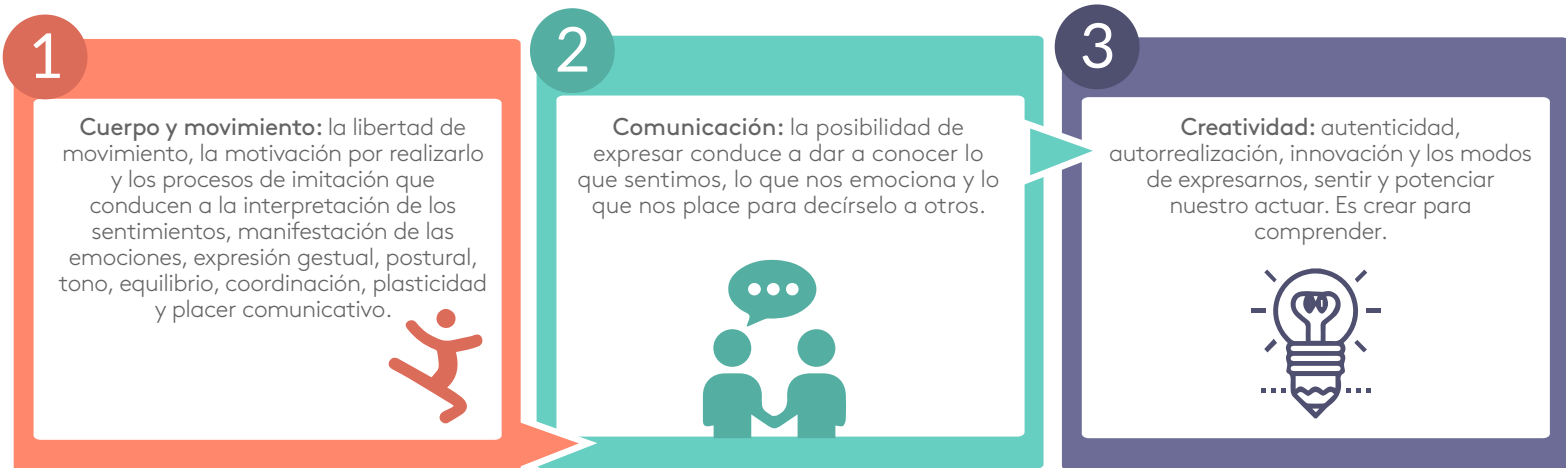 1
Cuerpo y movimiento: la libertad de
movimiento, la motivación por realizarlo
y los procesos de imitación que
conducen a la interpretación de los
sentimientos, manifestación de las
emociones, expresión gestual, postural,
tono, equilibrio, coordinación, plasticidad
y placer comunicativo.
2
Comunicación: la posibilidad de
expresar conduce a dar a conocer lo
que sentimos, lo que nos emociona y lo
que nos place para decírselo a otros.
3
Creatividad: autenticidad,
autorrealización, innovación y los modos
de expresarnos, sentir y potenciar
nuestro actuar. Es crear para
comprender.